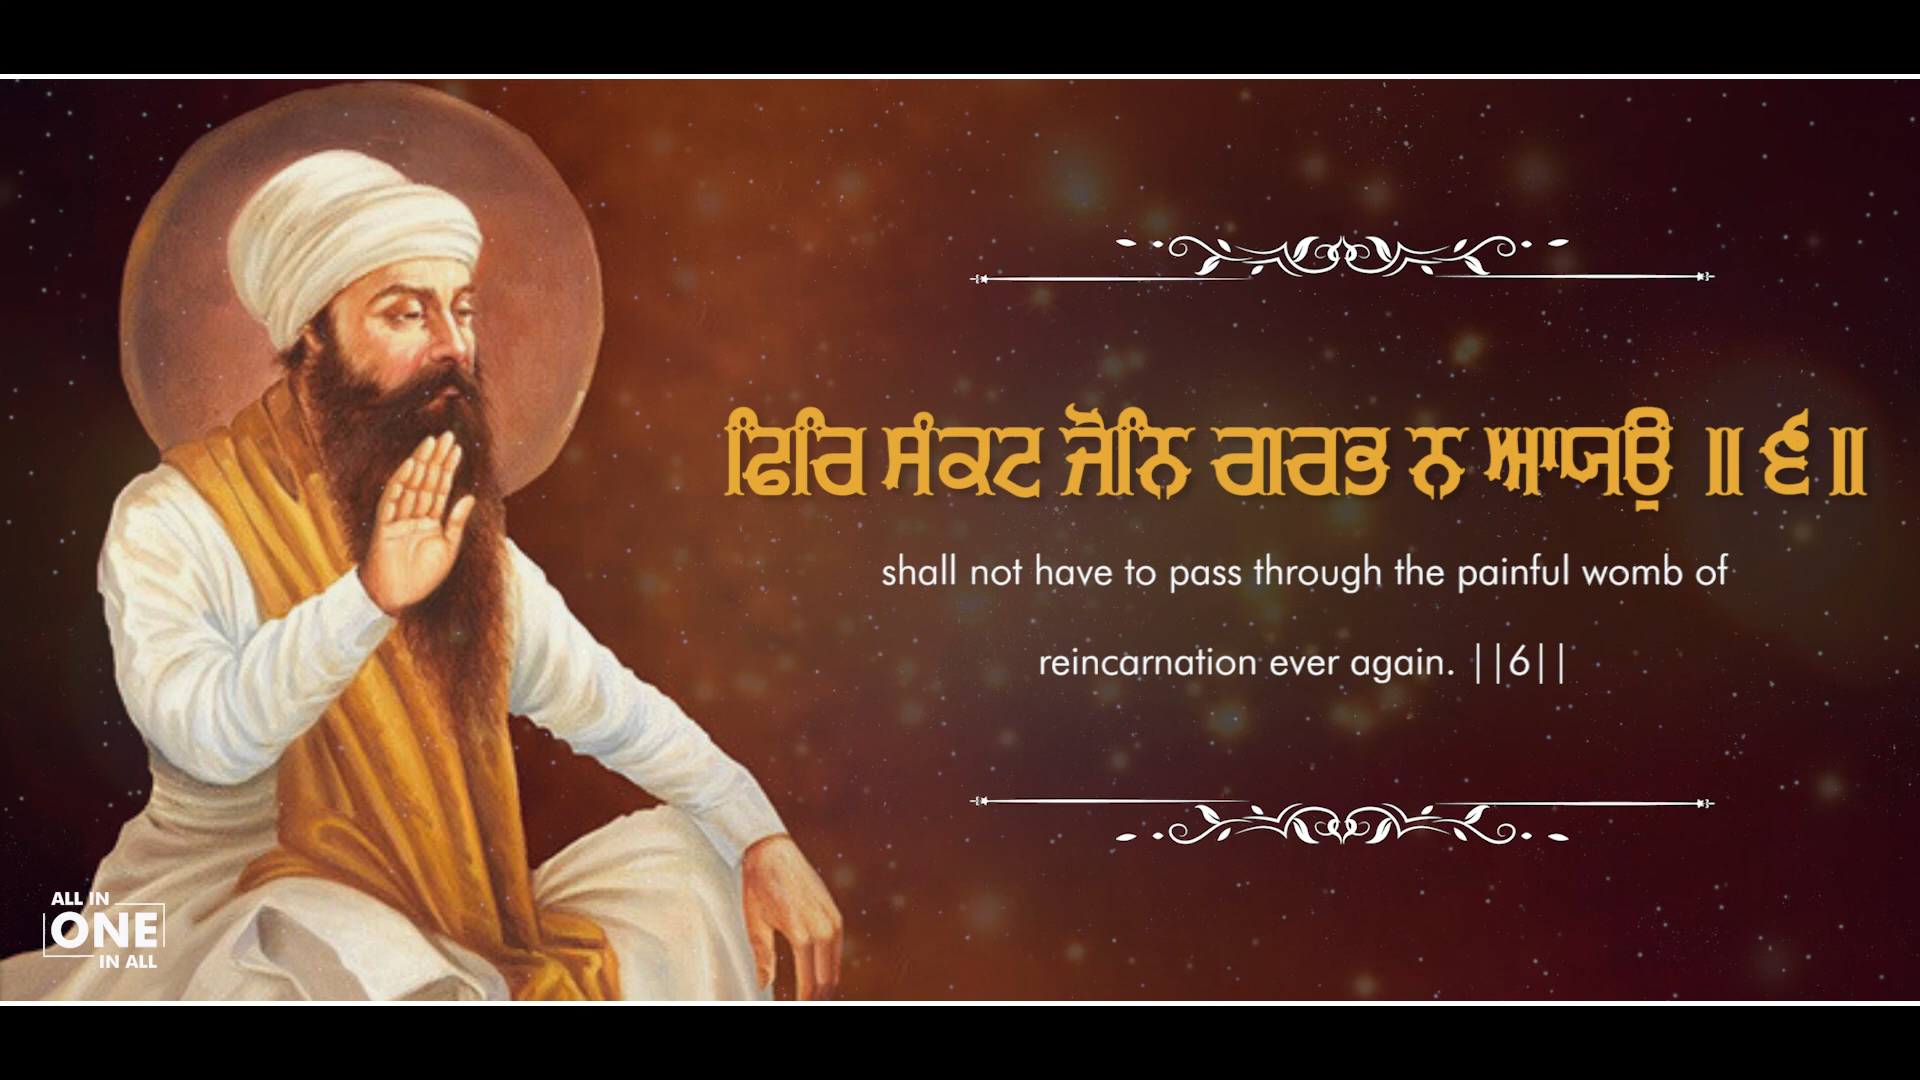 ਫਿਰਿ ਸੰਕਟ ਜੋਨਿ ਗਰਭ ਨ ਆਯਉ ॥੬॥
shall not have to pass through the painful womb of
reincarnation ever again. ||6||
ALL IN
ONE
IN ALL